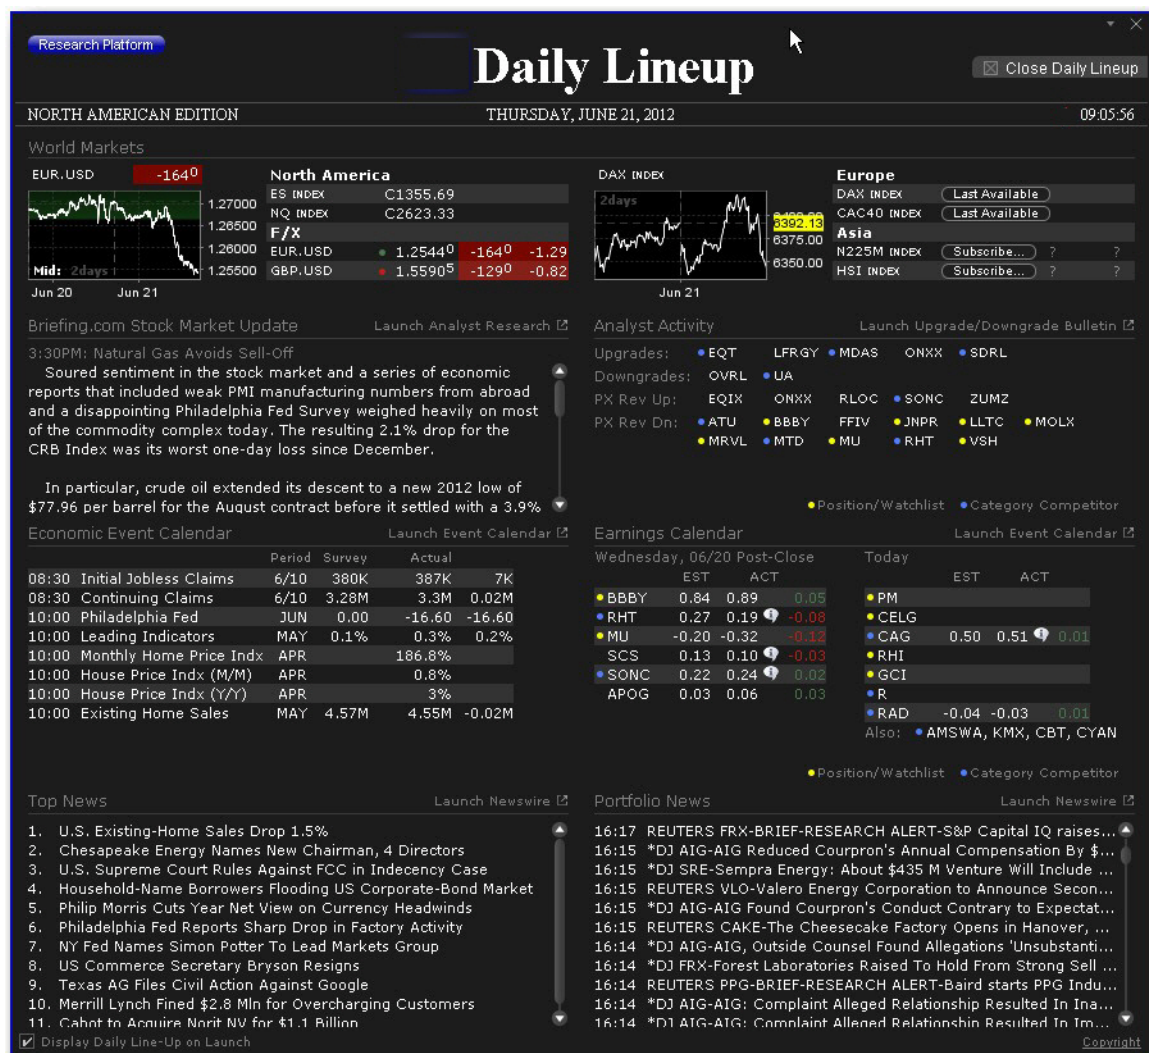 Research Platform
Daily Lineup
Close Daily Lineup
NORTH AMERICAN EDITION THURSDAY, JUNE 21, 2012 09:05:56
World Markets
EUR.USD -164⁰
1.27000
1.26500
1.26000
1.25500
Mid: 2days
Jun 20 Jun 21
North America
ES INDEX C1355.69
NQ INDEX C2623.33
F/X
EUR.USD 1.2544⁰ -164⁰ -1.29
GBP.USD 1.5590⁵ -129⁰ -0.82
DAX INDEX
2days
6392.13
6375.00
6350.00
Jun 21
Europe
DAX INDEX Last Available
CAC40 INDEX Last Available
Asia
N225M INDEX Subscribe... ? ?
HSI INDEX Subscribe... ? ?
Briefing.com Stock Market Update Launch Analyst Research
3:30PM: Natural Gas Avoids Sell-Off
Soured sentiment in the stock market and a series of economic
reports that included weak PMI manufacturing numbers from abroad
and a disappointing Philadelphia Fed Survey weighed heavily on most
of the commodity complex today. The resulting 2.1% drop for the
CRB Index was its worst one-day loss since December.
In particular, crude oil extended its descent to a new 2012 low of
$77.96 per barrel for the August contract before it settled with a 3.9%
Analyst Activity Launch Upgrade/Downgrade Bulletin
Upgrades: EQT LFRGY MDAS ONXX SDRL
Downgrades: OVRL UA
PX Rev Up: EQIX ONXX RLOC SONC ZUMZ
PX Rev Dn: ATU BBBY FFIV JNPR LLTC MOLX
MRVL MTD MU RHT VSH
Position/Watchlist Category Competitor
Economic Event Calendar Launch Event Calendar
Period Survey Actual
08:30 Initial Jobless Claims 6/10 380K 387K 7K
08:30 Continuing Claims 6/10 3.28M 3.3M 0.02M
10:00 Philadelphia Fed JUN 0.00 -16.60 -16.60
10:00 Leading Indicators MAY 0.1% 0.3% 0.2%
10:00 Monthly Home Price Indx APR 186.8%
10:00 House Price Indx (M/M) APR 0.8%
10:00 House Price Indx (Y/Y) APR 3%
10:00 Existing Home Sales MAY 4.57M 4.55M -0.02M
Earnings Calendar Launch Event Calendar
Wednesday, 06/20 Post-Close
EST ACT
BBBY 0.84 0.89 0.05
RHT 0.27 0.19 -0.08
MU -0.20 -0.32 -0.12
SCS 0.13 0.10 -0.03
SONC 0.22 0.24 0.02
APOG 0.03 0.06 0.03
Today
EST ACT
PM
CELG
CAG 0.50 0.51 0.01
RHI
GCI
R
RAD -0.04 -0.03 0.01
Also: AMSWA, KMX, CBT, CYAN
Position/Watchlist Category Competitor
Top News Launch Newswire
1. U.S. Existing-Home Sales Drop 1.5%
2. Chesapeake Energy Names New Chairman, 4 Directors
3. U.S. Supreme Court Rules Against FCC in Indecency Case
4. Household-Name Borrowers Flooding US Corporate-Bond Market
5. Philip Morris Cuts Year Net View on Currency Headwinds
6. Philadelphia Fed Reports Sharp Drop in Factory Activity
7. NY Fed Names Simon Potter To Lead Markets Group
8. US Commerce Secretary Bryson Resigns
9. Texas AG Files Civil Action Against Google
10. Merrill Lynch Fined $2.8 Mln for Overcharging Customers
11. Cabot to Acquire Norit NV for $1.1 Billion
Portfolio News Launch Newswire
16:17 REUTERS FRX-BRIEF-RESEARCH ALERT-S&P Capital IQ raises...
16:15 *DJ AIG-AIG Reduced Courpron's Annual Compensation By $...
16:15 *DJ SRE-Sempra Energy: About $435 M Venture Will Include ...
16:15 REUTERS VLO-Valero Energy Corporation to Announce Secon...
16:15 *DJ AIG-AIG Found Courpron's Conduct Contrary to Expectat...
16:15 REUTERS CAKE-The Cheesecake Factory Opens in Hanover, ...
16:14 *DJ AIG-AIG, Outside Counsel Found Allegations 'Unsubstanti...
16:14 *DJ FRX-Forest Laboratories Raised To Hold From Strong Sell ...
16:14 REUTERS PPG-BRIEF-RESEARCH ALERT-Baird starts PPG Indu...
16:14 *DJ AIG-AIG: Complaint Alleged Relationship Resulted In Ina...
16:14 *DJ AIG-AIG: Complaint Alleged Relationship Resulted In Im...
Display Daily Line-Up on Launch Copyright